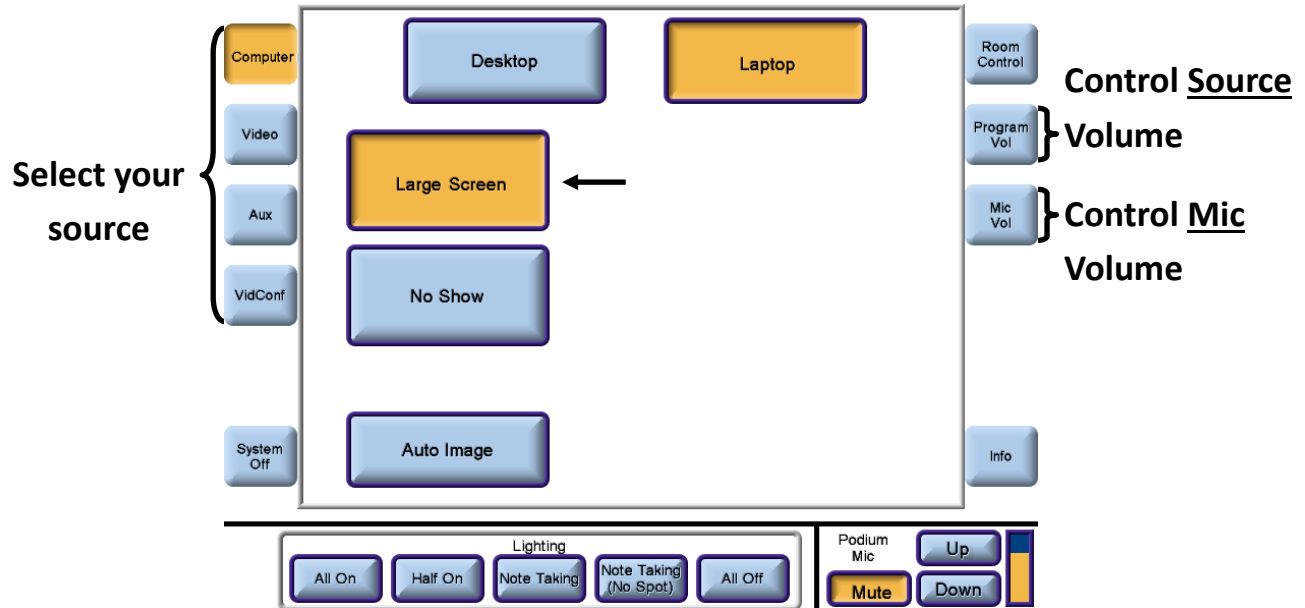 Select your
source
Computer
Video
Aux
VidConf
System
Off
Desktop
Laptop
Large Screen
No Show
Auto Image
Room
Control
Program
Vol
Mic
Vol
Info
Control Source
Volume
Control Mic
Volume
Lighting
All On
Half On
Note Taking
Note Taking
(No Spot)
All Off
Podium
Mic
Up
Mute
Down